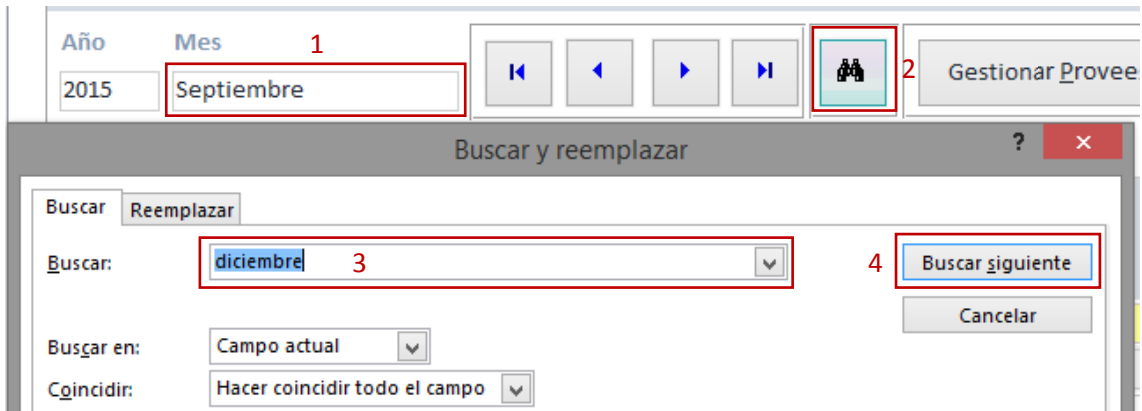 Año Mes 1
2015 Septiembre 2 Gestionar Provee
Buscar y reemplazar ?
Buscar Reemplazar
Buscar: diciembre 3 4 Buscar siguiente
Cancelar
Buscar en: Campo actual
Coincidir: Hacer coincidir todo el campo